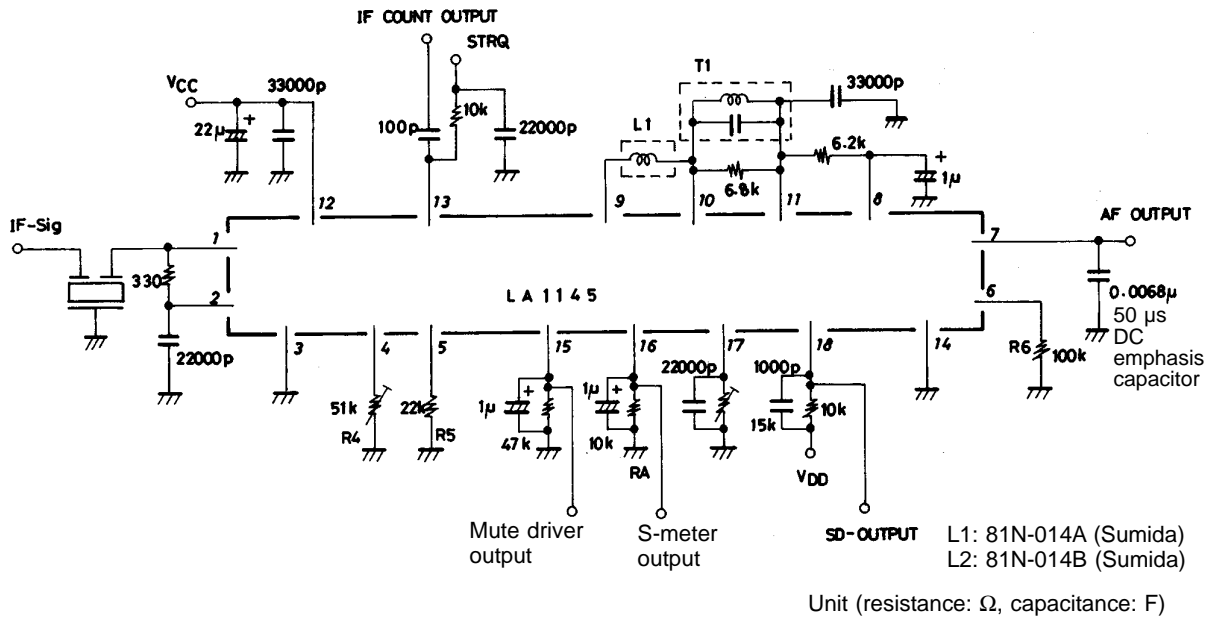 IF COUNT OUTPUT
STRQ
T1
VCC
33000p
33000p
22µ +
100p
10k
22000p
L1
6.2k
+
1µ
6.8k
12
13
9
10
11
8
IF-Sig
AF OUTPUT
1
7
330
LA1145
2
6
0.0068µ
50 µs
DC
emphasis
capacitor
22000p
3
4
5
15
16
17
18
14
R6
100k
22000p
1000p
51k
R4
22k
R5
1µ +
47k
1µ +
10k
RA
15k
10k
VDD
Mute driver
output
S-meter
output
SD-OUTPUT
L1: 81N-014A (Sumida)
L2: 81N-014B (Sumida)
Unit (resistance: Ω, capacitance: F)